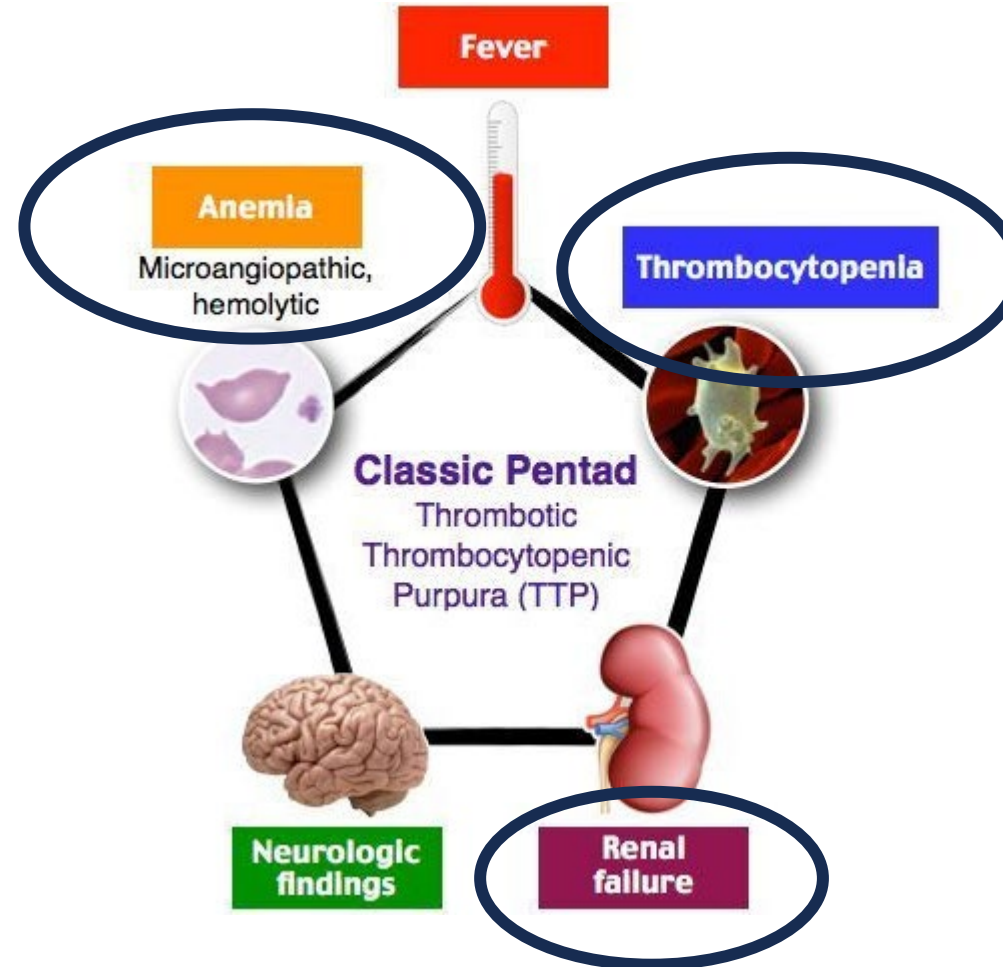 Fever
Anemia
Microangiopathic,
hemolytic
Thrombocytopenia
Classic Pentad
Thrombotic
Thrombocytopenic
Purpura (TTP)
Neurologic
findings
Renal
failure